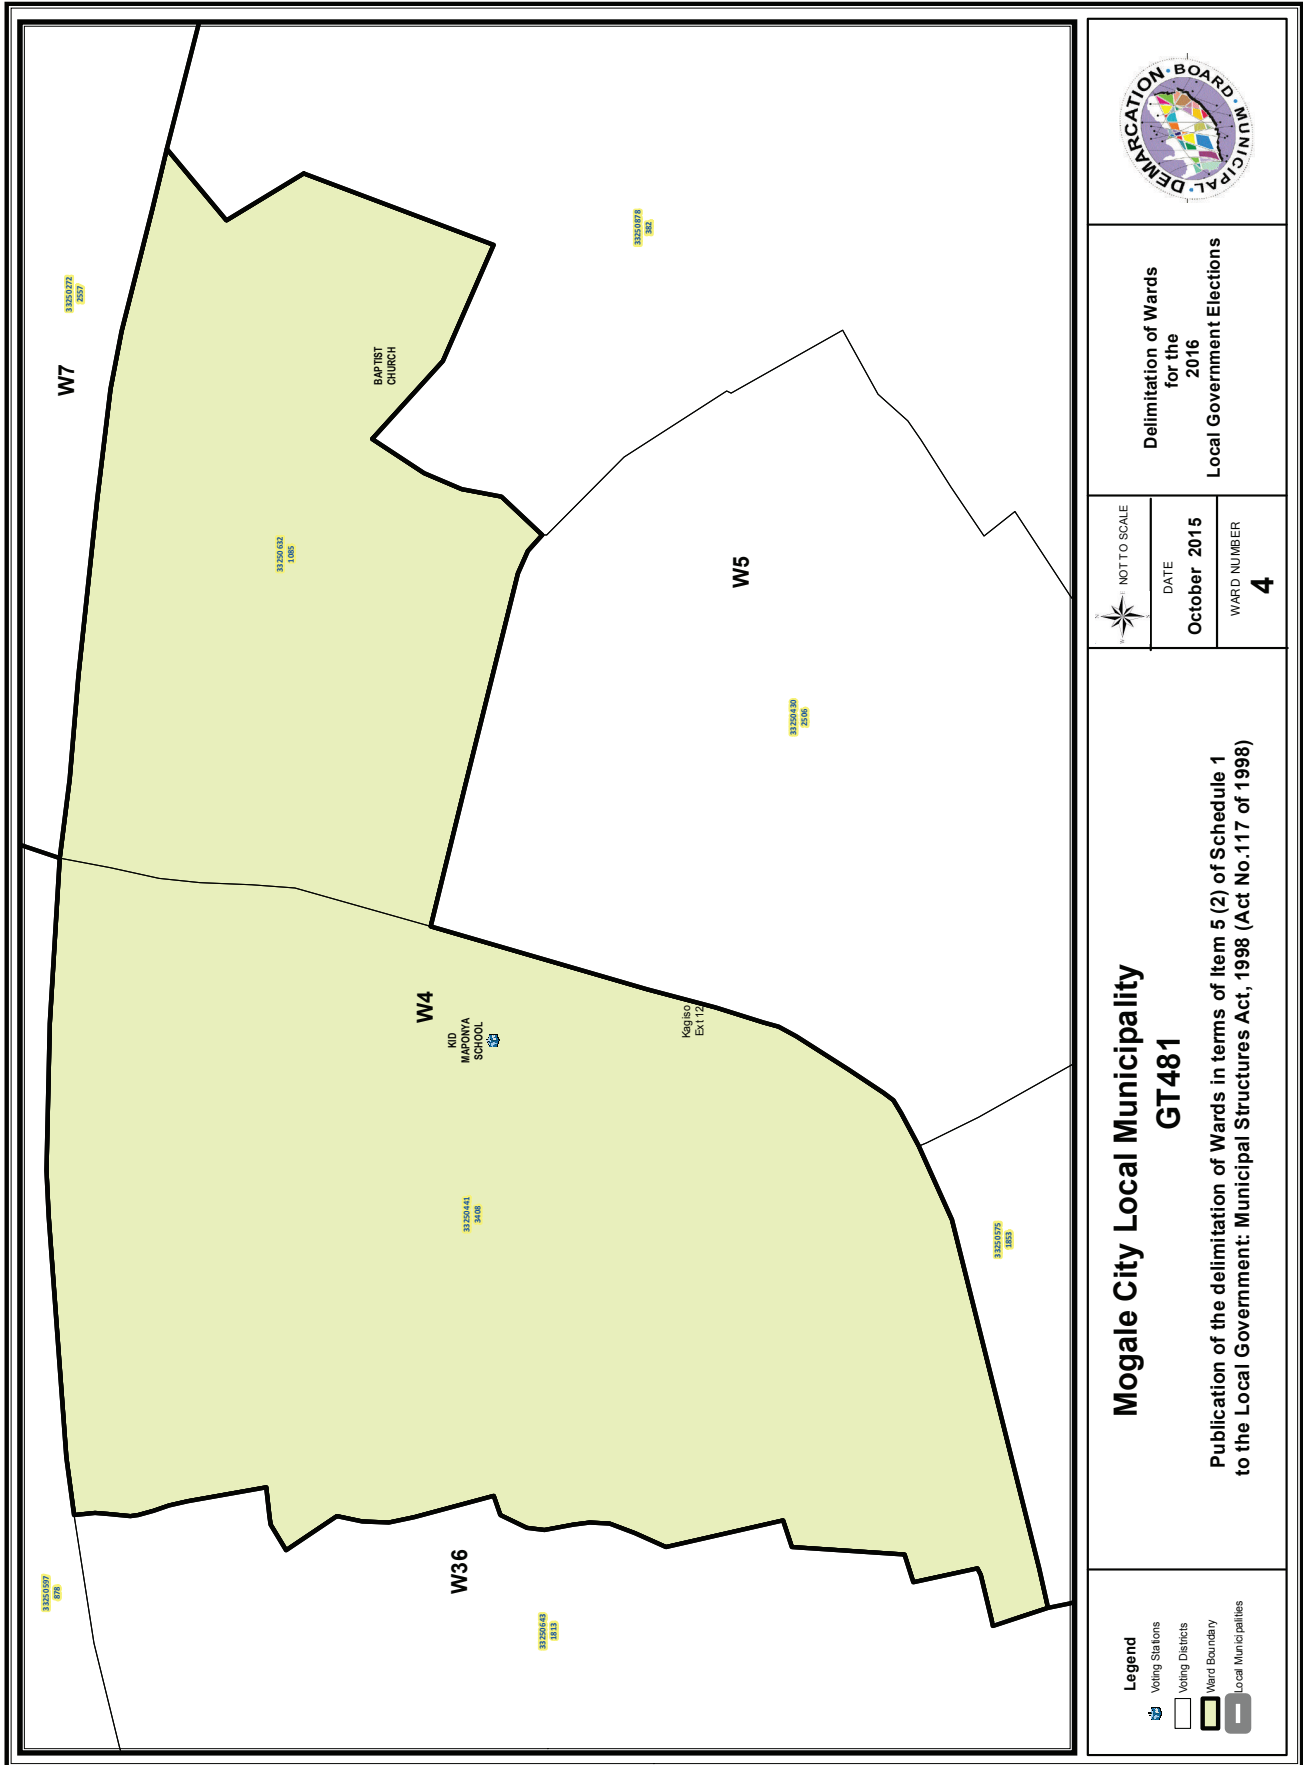 33250597
878
33250272
2557
W7
33250632
1085
BAPTIST
CHURCH
33250878
382
W4
KID
MAPONYA
SCHOOL
33250441
3408
W36
33250643
1813
Kagiso
Ext 12
W5
33250430
2506
33250575
1853
Legend
Voting Stations
Voting Districts
Ward Boundary
Local Municipalities
Mogale City Local Municipality
GT481
Publication of the delimitation of Wards in terms of Item 5 (2) of Schedule 1
to the Local Government: Municipal Structures Act, 1998 (Act No.117 of 1998)
N
W
E
S
NOT TO SCALE
DATE
October 2015
WARD NUMBER
4
Delimitation of Wards
for the
2016
Local Government Elections
MUNICIPAL · DEMARCATION · BOARD ·